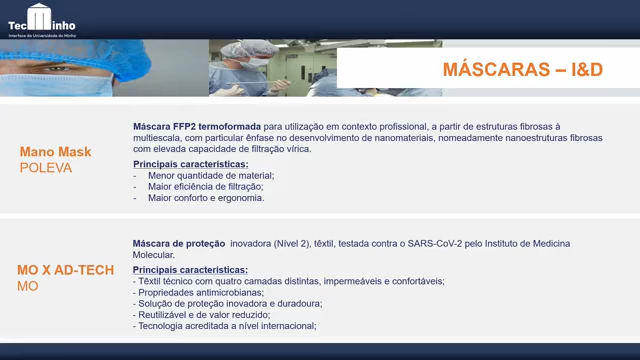 TecMinho
Interface da Universidade do Minho
MÁSCARAS – I&D
Mano Mask
POLEVA
Máscara FFP2 termoformada para utilização em contexto profissional, a partir de estruturas fibrosas à
multiescala, com particular ênfase no desenvolvimento de nanomateriais, nomeadamente nanoestruturas fibrosas
com elevada capacidade de filtração vírica.
Principais características:
- Menor quantidade de material;
- Maior eficiência de filtração;
- Maior conforto e ergonomia.
MO X AD-TECH
MO
Máscara de proteção inovadora (Nível 2), têxtil, testada contra o SARS-CoV-2 pelo Instituto de Medicina
Molecular.
Principais características:
- Têxtil técnico com quatro camadas distintas, impermeáveis e confortáveis;
- Propriedades antimicrobianas;
- Solução de proteção inovadora e duradoura;
- Reutilizável e de valor reduzido;
- Tecnologia acreditada a nível internacional;